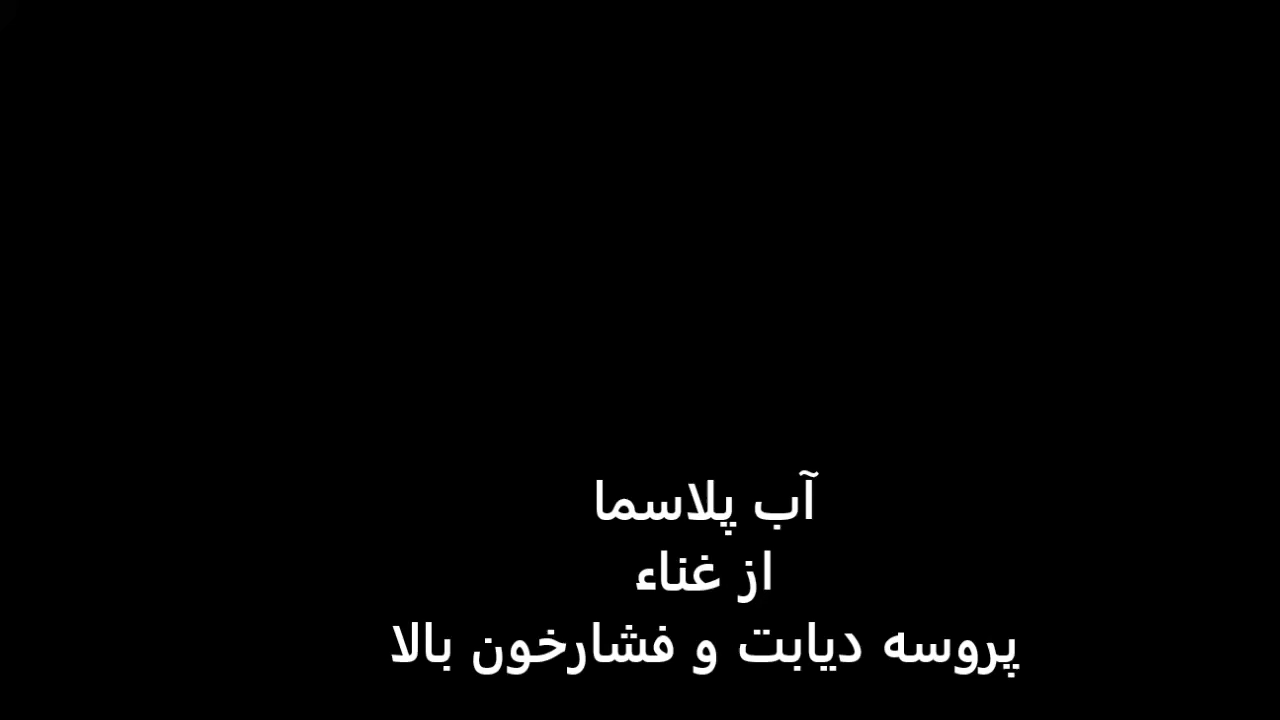 آب پلاسما
از غناء
پروسه دیابت و فشارخون بالا